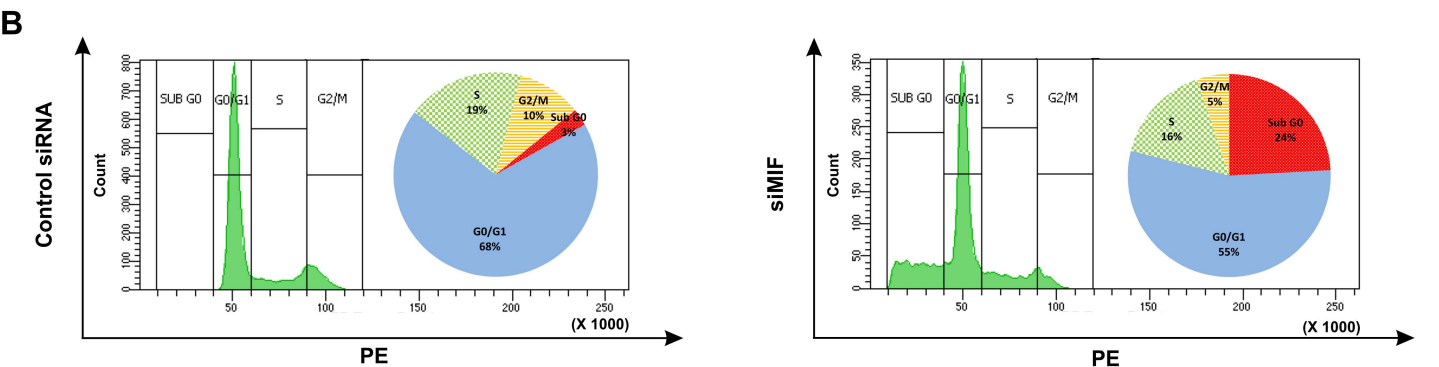 B
Control siRNA
Count
800
700
600
500
400
300
200
100
0
SUB G0
G0/G1
S
G2/M
S
19%
G2/M
10%
Sub G0
3%
G0/G1
68%
50
100
150
200
250
(X 1000)
PE
siMIF
Count
350
300
250
200
150
100
50
0
SUB G0
G0/G1
S
G2/M
G2/M
5%
S
16%
Sub G0
24%
G0/G1
55%
50
100
150
200
250
(X 1000)
PE